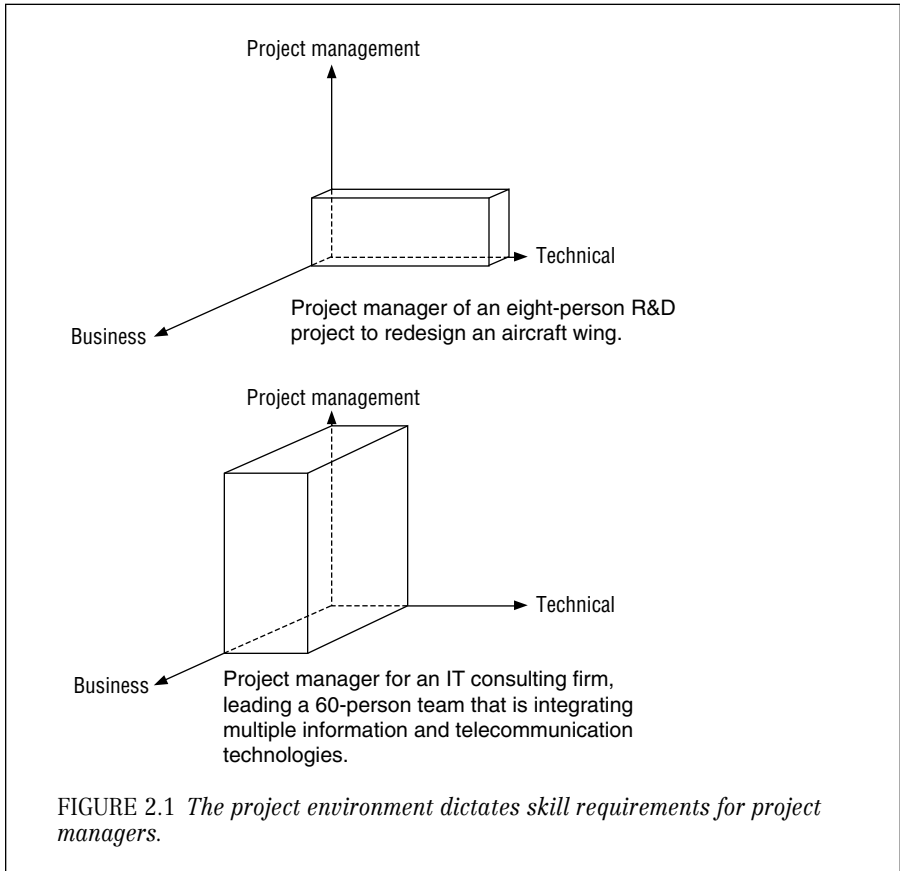 Project management
Technical
Business
Project manager of an eight-person R&D
project to redesign an aircraft wing.
Project management
Technical
Business
Project manager for an IT consulting firm,
leading a 60-person team that is integrating
multiple information and telecommunication
technologies.
FIGURE 2.1 The project environment dictates skill requirements for project
managers.